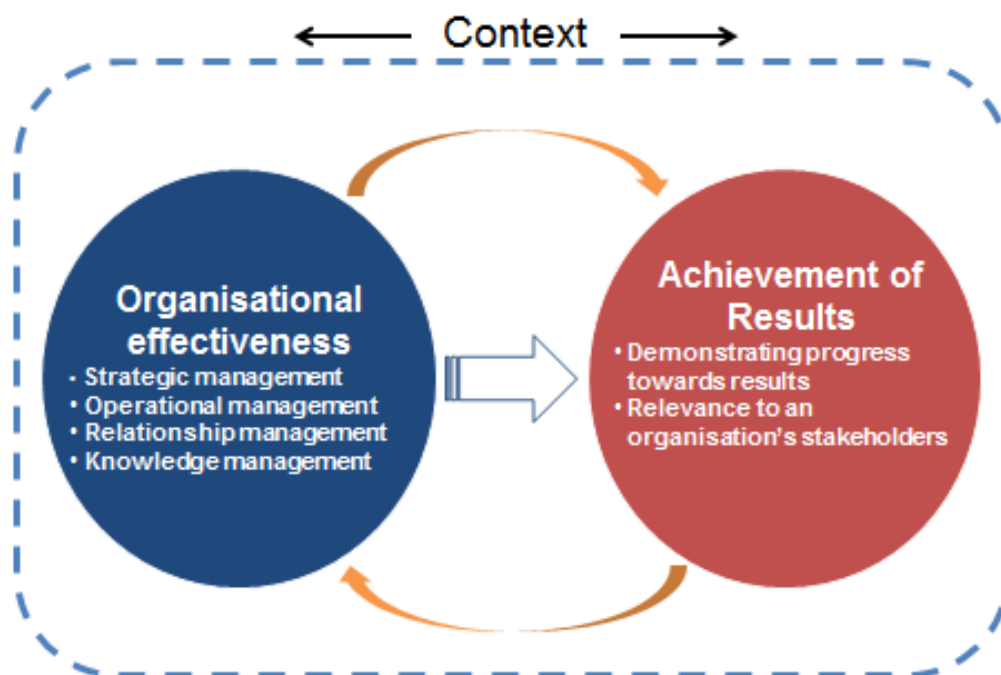 Context
Organisational
effectiveness
• Strategic management
• Operational management
• Relationship management
• Knowledge management
Achievement of
Results
• Demonstrating progress
towards results
• Relevance to an
organisation's stakeholders